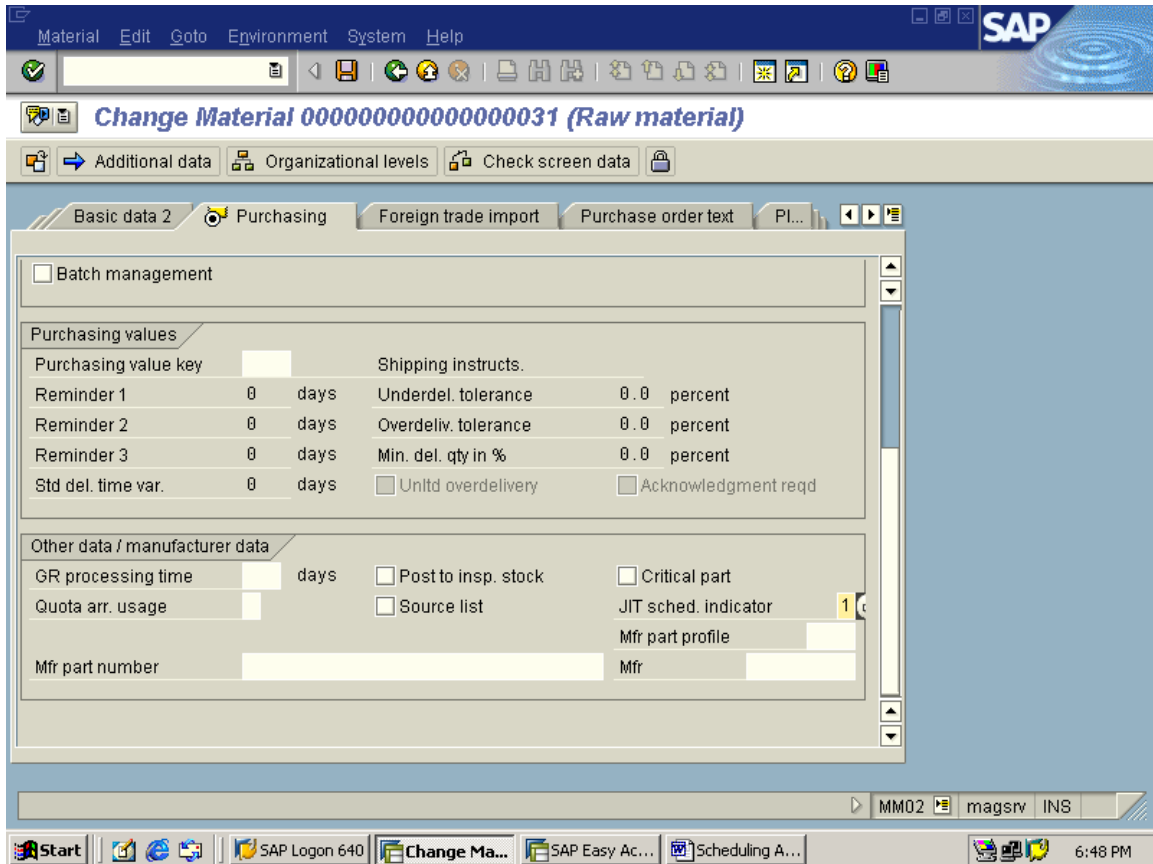 Material Edit Goto Environment System Help
SAP
Change Material 000000000000000031 (Raw material)
Additional data Organizational levels Check screen data
Basic data 2 Purchasing Foreign trade import Purchase order text Pl...
Batch management
Purchasing values
Purchasing value key Shipping instructs.
Reminder 1 0 days Underdel. tolerance 0.0 percent
Reminder 2 0 days Overdeliv. tolerance 0.0 percent
Reminder 3 0 days Min. del. qty in % 0.0 percent
Std del. time var. 0 days Unltd overdelivery Acknowledgment reqd
Other data / manufacturer data
GR processing time days Post to insp. stock Critical part
Quota arr. usage Source list JIT sched. indicator 1
Mfr part profile
Mfr part number Mfr
MM02 magsrv INS
Start SAP Logon 640 Change Ma... SAP Easy Ac... Scheduling A... 6:48 PM